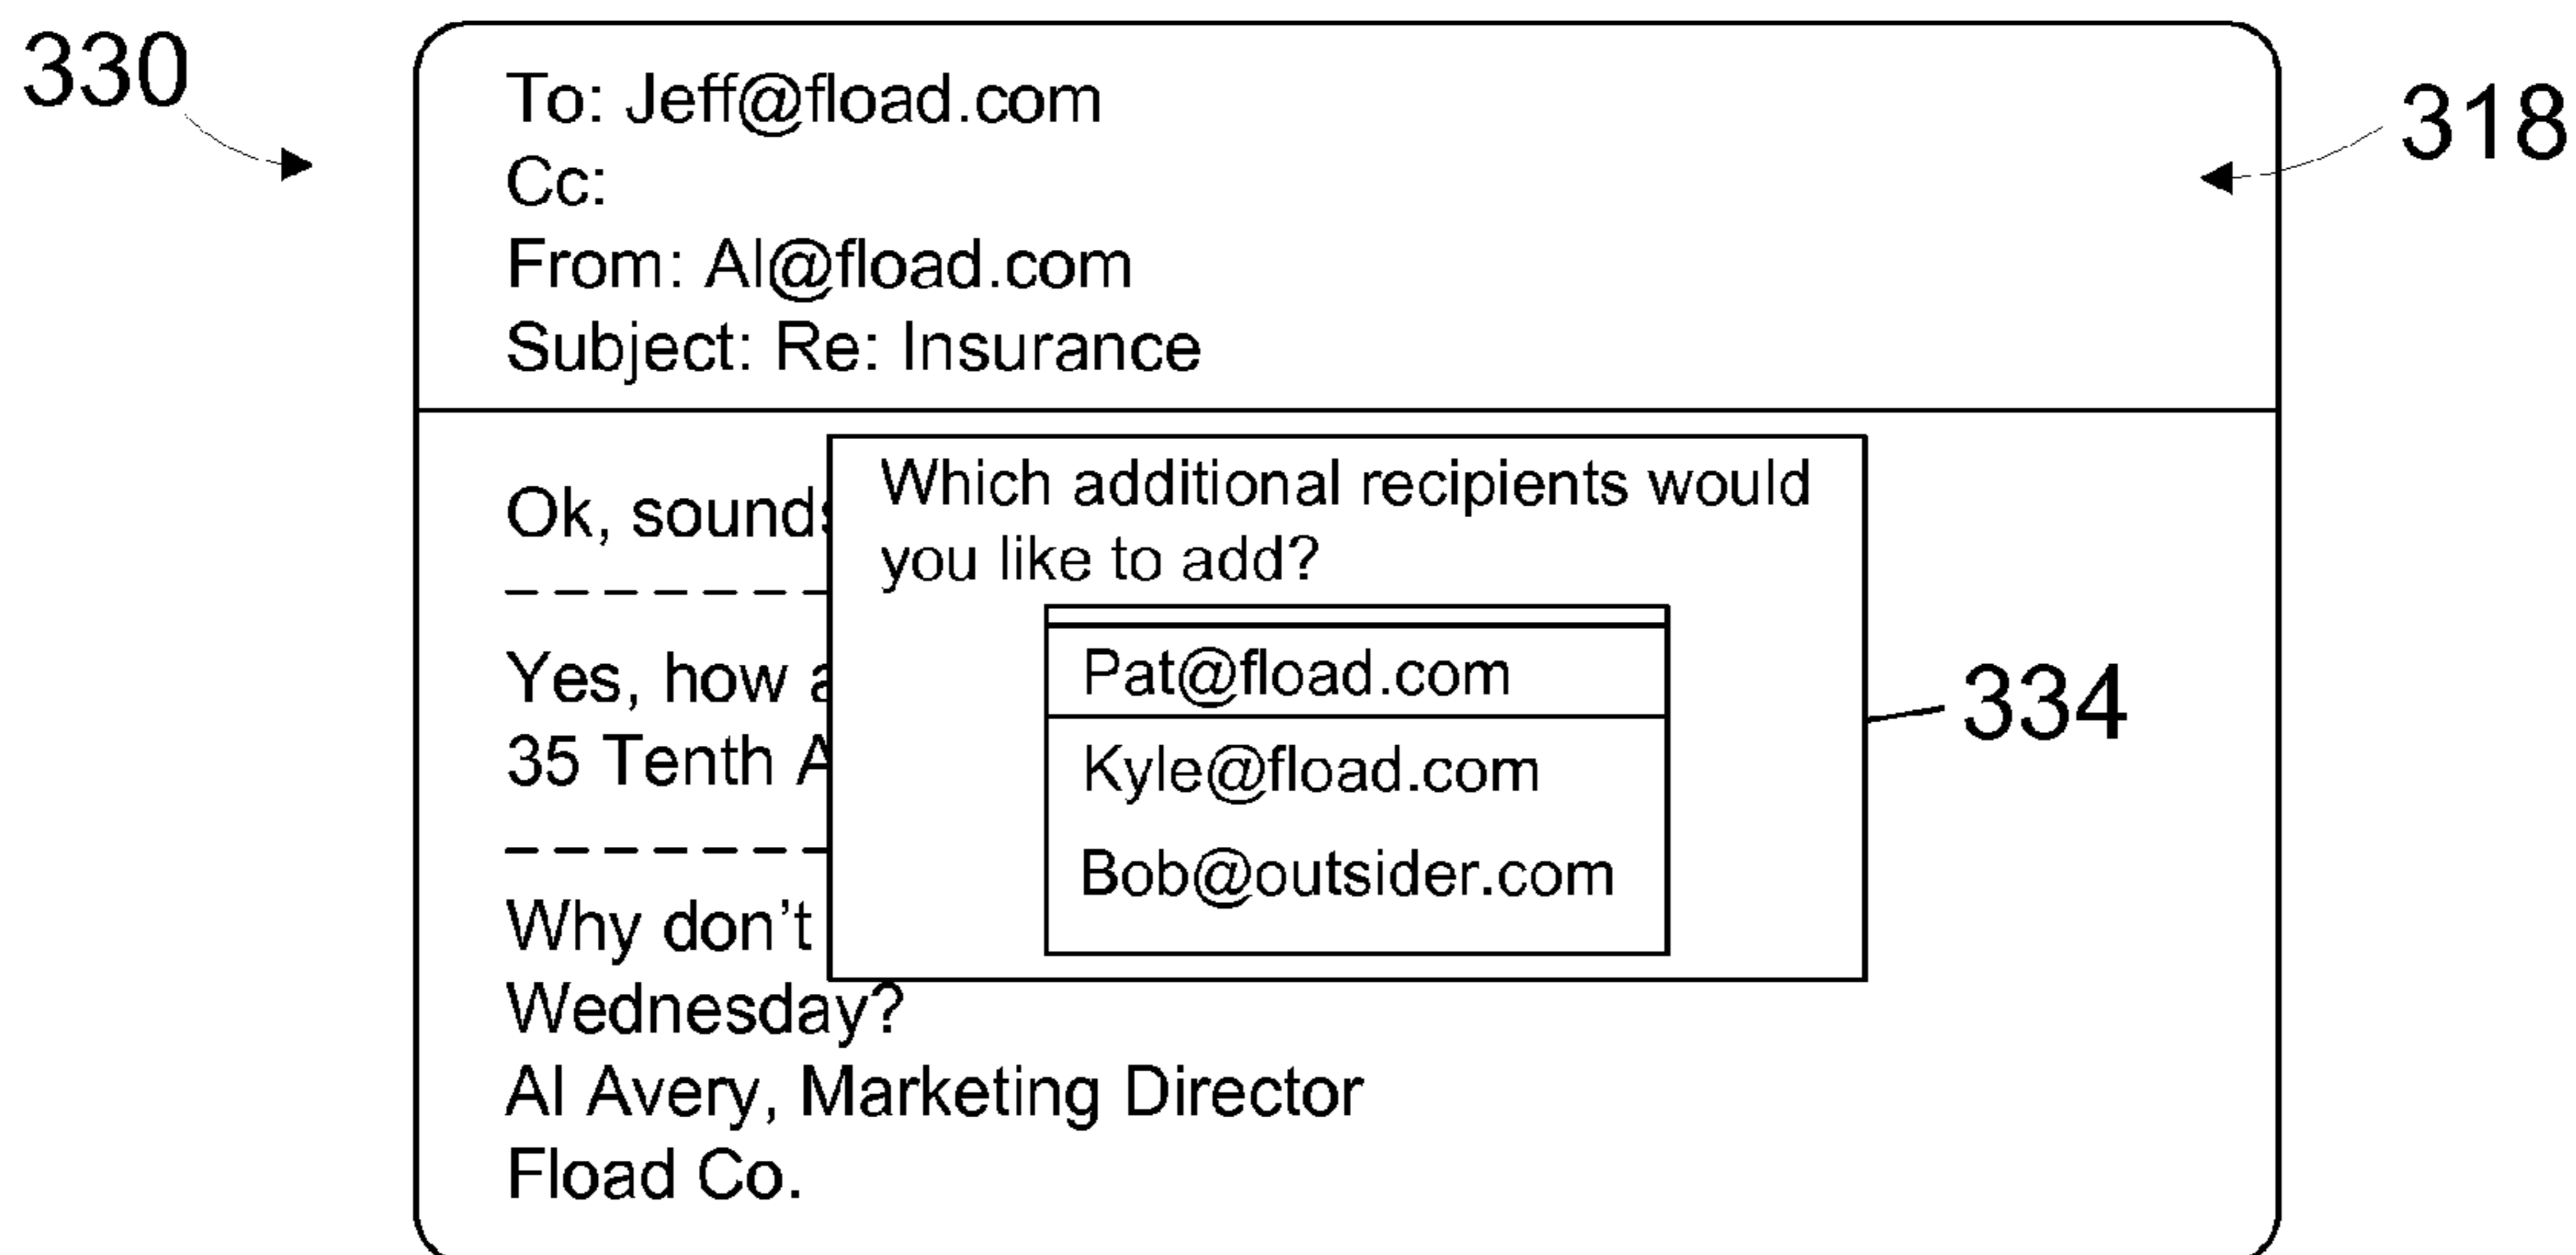 330
318
To: Jeff@fload.com
Cc:
From: Al@fload.com
Subject: Re: Insurance
Which additional recipients would
you like to add?
Pat@fload.com
Kyle@fload.com
Bob@outsider.com
334
Ok, sounds
Yes, how
35 Tenth
Why don't
Wednesday?
Al Avery, Marketing Director
Fload Co.